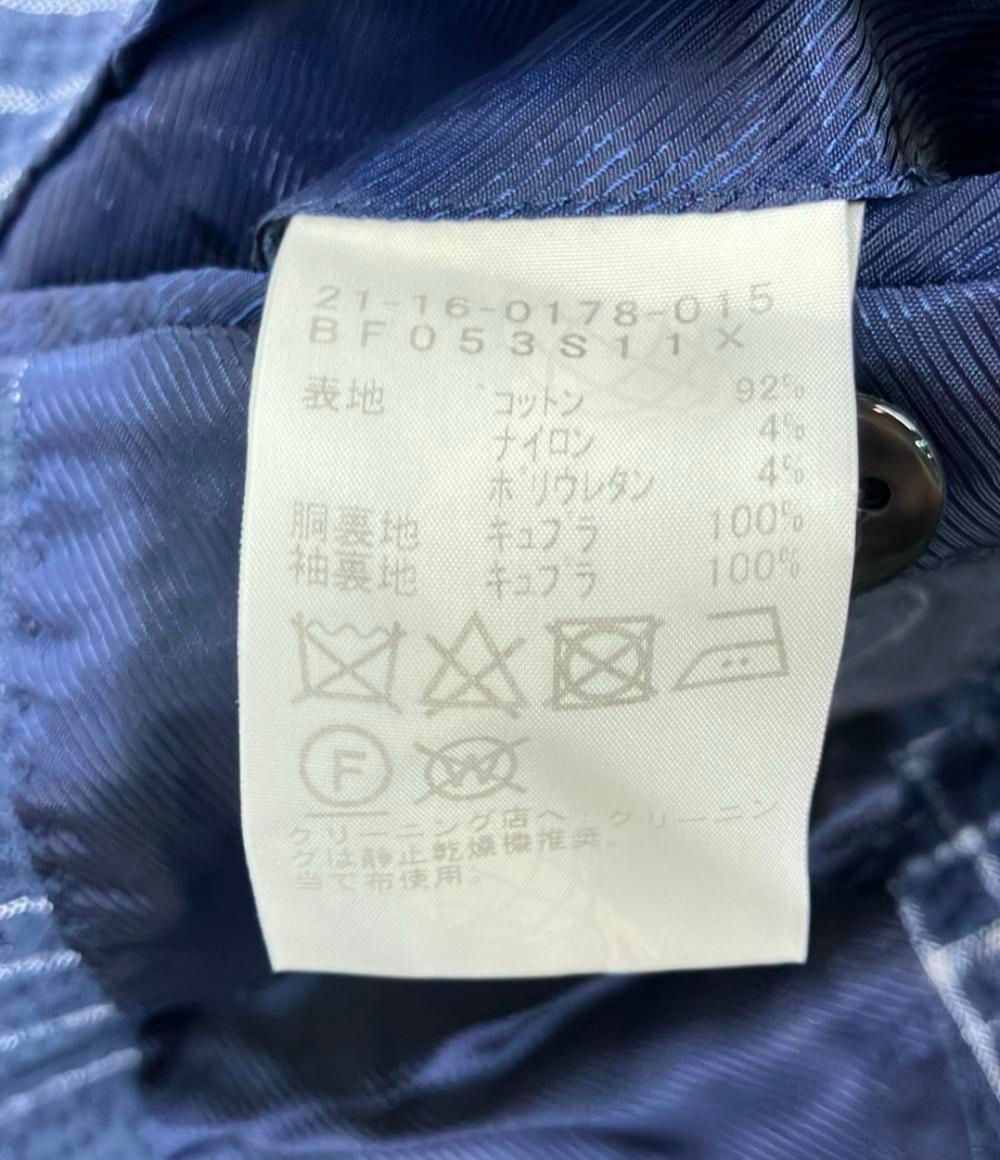 21-16-0178-015
BF053S11X
表地 コットン 92%
ナイロン 4%
ポリウレタン 4%
胴裏地 キュプラ 100%
袖裏地 キュプラ 100%
F W
クリーニング店へ クリーニン
グは静止乾燥機推奨。
当て布使用。